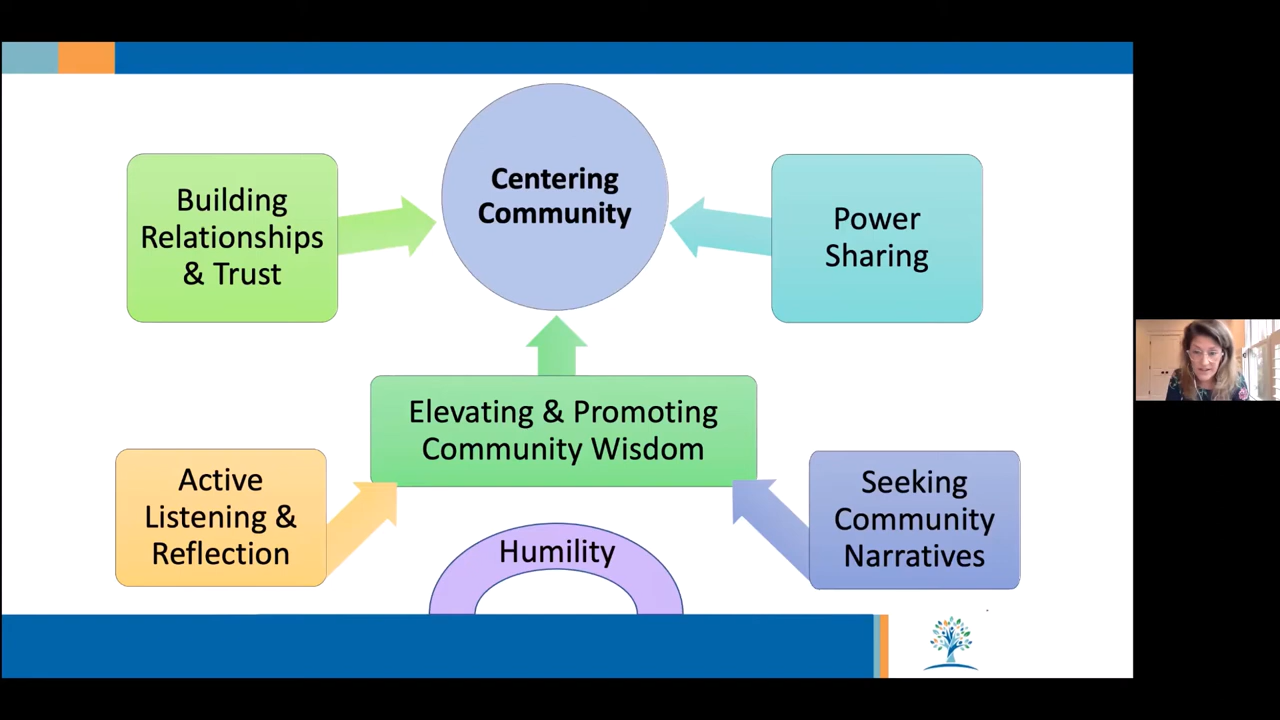 Centering
Community
Building
Relationships
& Trust
Power
Sharing
Elevating & Promoting
Community Wisdom
Active
Listening &
Reflection
Seeking
Community
Narratives
Humility